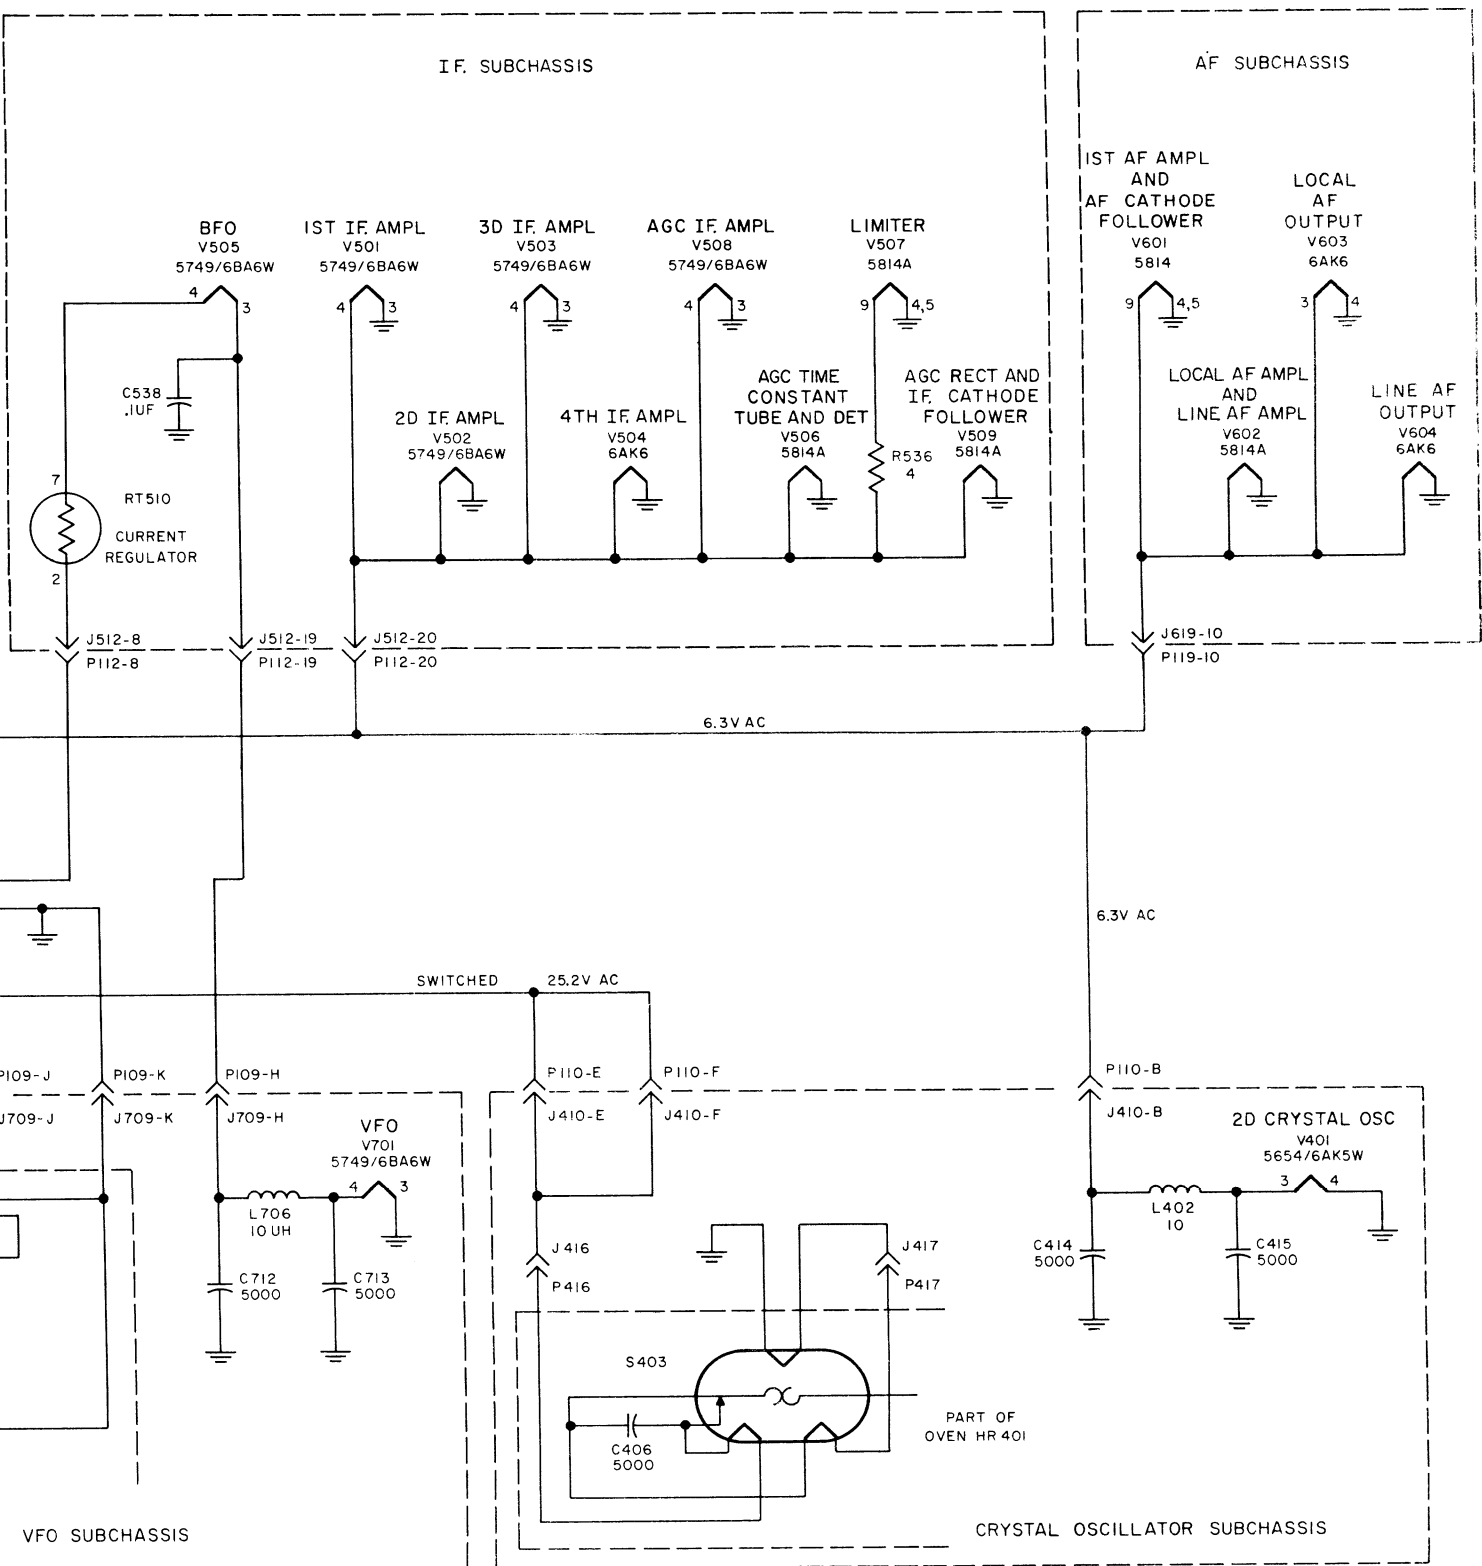 IF. SUBCHASSIS
AF SUBCHASSIS
BFO
V505
5749/6BA6W
4
3
1ST IF. AMPL
V501
5749/6BA6W
4
3
3D IF. AMPL
V503
5749/6BA6W
4
3
AGC IF. AMPL
V508
5749/6BA6W
4
3
LIMITER
V507
5814A
9
4,5
1ST AF AMPL
AND
AF CATHODE
FOLLOWER
V601
5814
9
4,5
LOCAL
AF
OUTPUT
V603
6AK6
3
4
C538
.1UF
2D IF. AMPL
V502
5749/6BA6W
4TH IF. AMPL
V504
6AK6
AGC TIME
CONSTANT
TUBE AND DET
V506
5814A
R536
4
AGC RECT AND
IF. CATHODE
FOLLOWER
V509
5814A
LOCAL AF AMPL
AND
LINE AF AMPL
V602
5814A
LINE AF
OUTPUT
V604
6AK6
7
RT510
CURRENT
REGULATOR
2
J512-8
P112-8
J512-19
P112-19
J512-20
P112-20
J619-10
P119-10
6.3V AC
6.3V AC
SWITCHED
25.2V AC
P109-J
J709-J
P109-K
J709-K
P109-H
J709-H
P110-E
J410-E
P110-F
J410-F
P110-B
J410-B
VFO
V701
5749/6BA6W
4
3
L706
10 UH
C712
5000
C713
5000
2D CRYSTAL OSC
V401
5654/6AK5W
3
4
L402
10
C414
5000
C415
5000
J416
P416
J417
P417
S403
C406
5000
PART OF
OVEN HR 401
VFO SUBCHASSIS
CRYSTAL OSCILLATOR SUBCHASSIS